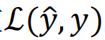 ℒ(ŷ, y)